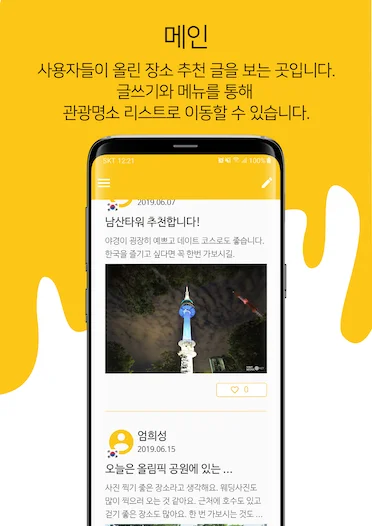 메인
사용자들이 올린 장소 추천 글을 보는 곳입니다.
글쓰기와 메뉴를 통해
관광명소 리스트로 이동할 수 있습니다.
SKT 13:21
100%
2019.06.07
남산타워 추천합니다!
야경이 굉장히 예쁘고 데이트 코스로도 좋습니다.
한국을 즐기고 싶다면 꼭 한번 가보시길.
0
엄희성
2019.06.15
오늘은 올림픽 공원에 있는 ...
사진 찍기 좋은 장소라고 생각해요. 웨딩사진도
많이 찍으러 오는 것 같아요. 근처에 호수도 있고
걷기 좋은 장소도 많아요. 한 번 가보시는 것도 ...